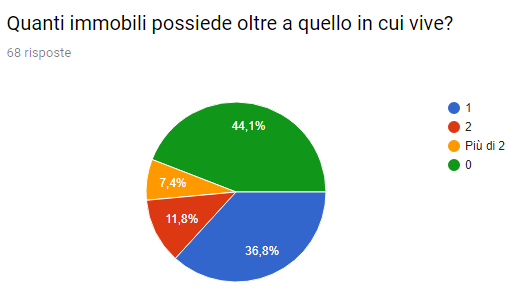 Quanti immobili possiede oltre a quello in cui vive?
68 risposte
44,1%
7,4%
11,8%
36,8%
1
2
Più di 2
0